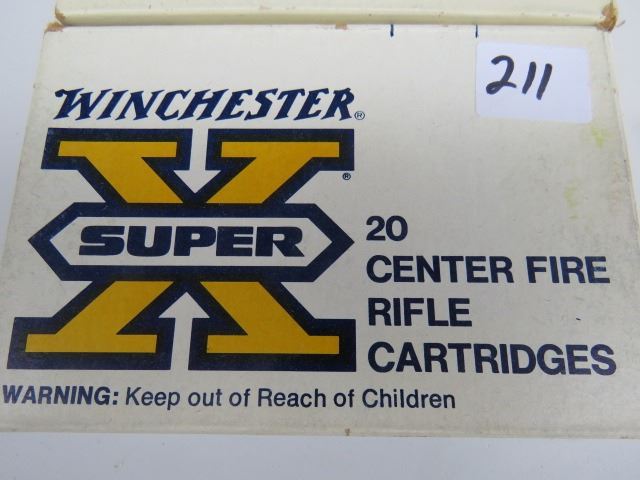 211
WINCHESTER®
X®
SUPER
20
CENTER FIRE
RIFLE
CARTRIDGES
WARNING: Keep out of Reach of Children